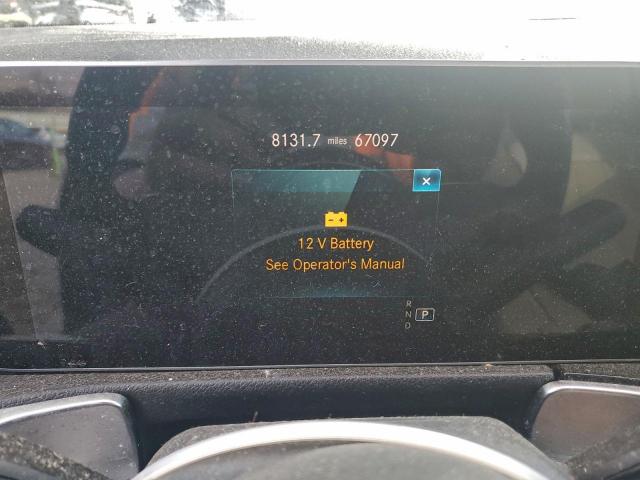 8131.7 miles 67097
12 V Battery
See Operator's Manual
R
N P
D